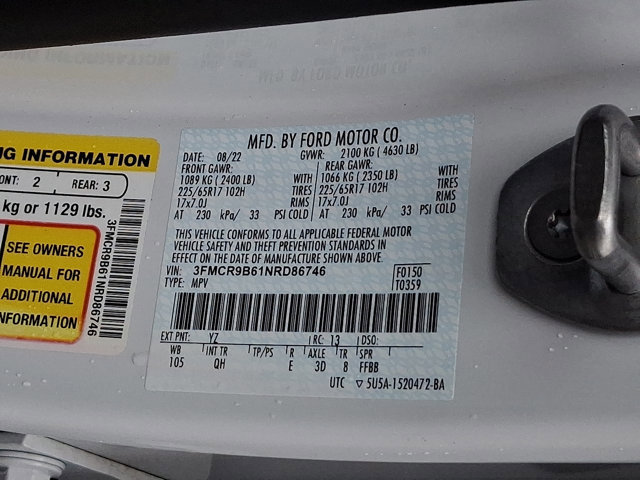 MFD. BY FORD MOTOR CO.
DATE: 08/22 GVWR: 2100 KG ( 4630 LB)
FRONT GAWR: REAR GAWR:
1089 KG ( 2400 LB) WITH 1066 KG ( 2350 LB) WITH
225/65R17 102H TIRES 225/65R17 102H TIRES
17x7.0J RIMS 17x7.0J RIMS
AT 230 kPa/ 33 PSI COLD AT 230 kPa/ 33 PSI COLD
THIS VEHICLE CONFORMS TO ALL APPLICABLE FEDERAL MOTOR
VEHICLE SAFETY AND THEFT PREVENTION STANDARDS IN
EFFECT ON THE DATE OF MANUFACTURE SHOWN ABOVE.
VIN: 3FMCR9B61NRD86746 F0150
TYPE: MPV T0359
EXT PNT: YZ RC: 13 DSO:
WB INT TR TP/PS R AXLE TR SPR
105 QH E 3D 8 FFBB
UTC ▽ 5U5A-1520472-BA
NG INFORMATION
ONT: 2 REAR: 3
kg or 1129 lbs.
SEE OWNERS
MANUAL FOR
ADDITIONAL
INFORMATION
3FMCR9B61NRD86746